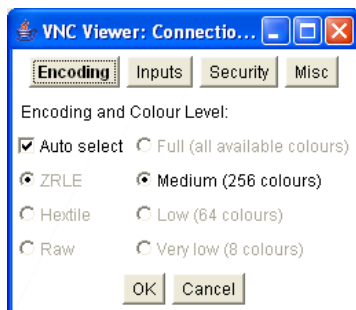 VNC Viewer: Connectio...
Encoding Inputs Security Misc
Encoding and Colour Level:
Auto select Full (all available colours)
ZRLE Medium (256 colours)
Hextile Low (64 colours)
Raw Very low (8 colours)
OK Cancel